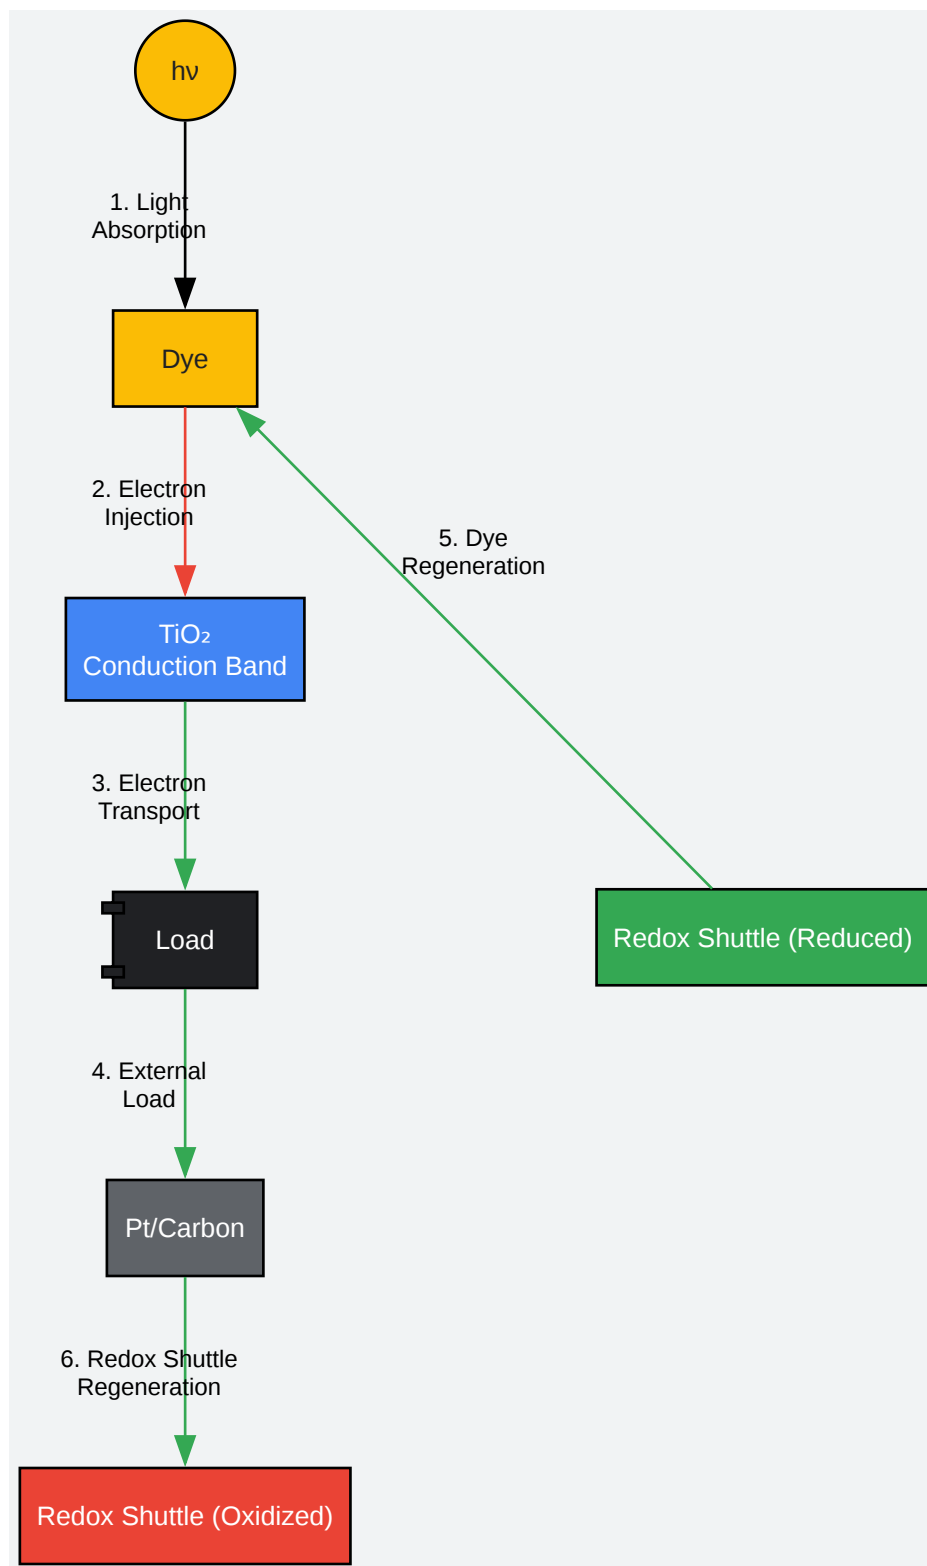 hν
1. Light
Absorption
Dye
2. Electron
Injection
5. Dye
Regeneration
TiO₂
Conduction Band
3. Electron
Transport
Load
Redox Shuttle (Reduced)
4. External
Load
Pt/Carbon
6. Redox Shuttle
Regeneration
Redox Shuttle (Oxidized)